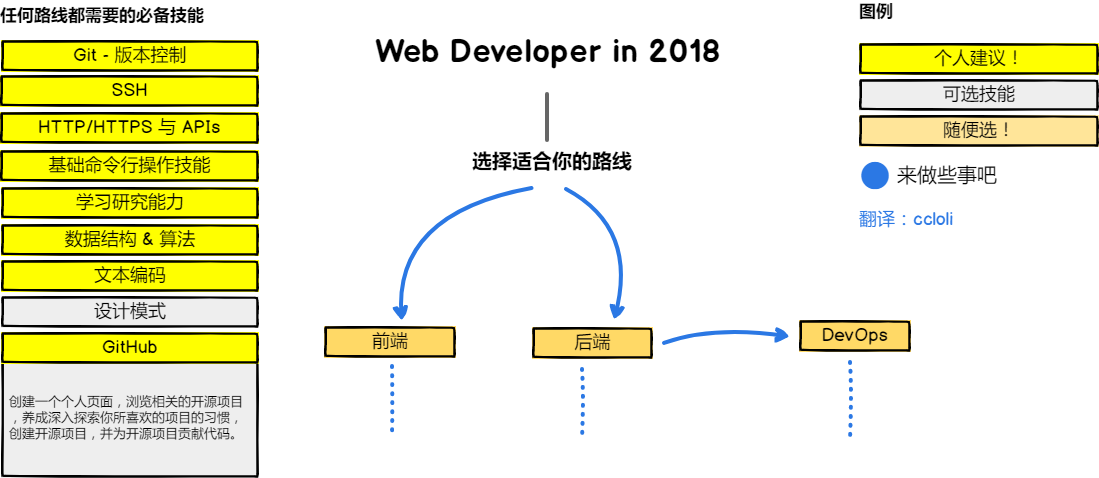 任何路线都需要的必备技能
Git - 版本控制
SSH
HTTP/HTTPS 与 APIs
基础命令行操作技能
学习研究能力
数据结构 & 算法
文本编码
设计模式
GitHub
创建一个个人页面，浏览相关的开源项目
，养成深入探索你所喜欢的项目的习惯，
创建开源项目，并为开源项目贡献代码。
Web Developer in 2018
选择适合你的路线
前端
后端
DevOps
图例
个人建议！
可选技能
随便选！
来做些事吧
翻译：ccloli